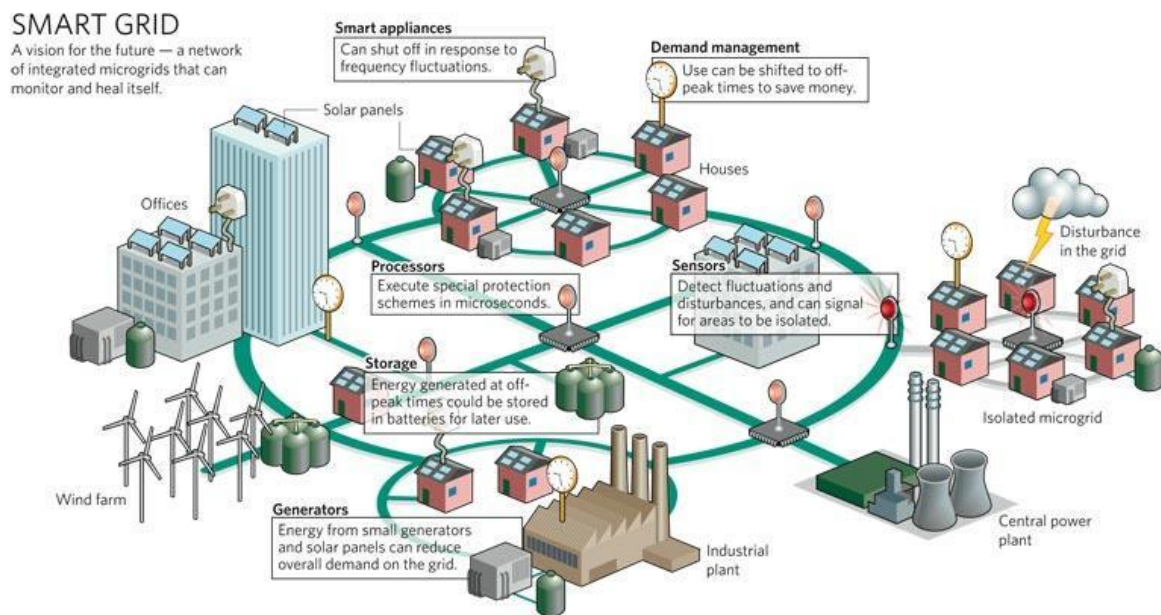 SMART GRID
A vision for the future — a network
of integrated microgrids that can
monitor and heal itself.
Smart appliances
Can shut off in response to
frequency fluctuations.
Demand management
Use can be shifted to off-
peak times to save money.
Solar panels
Houses
Offices
Disturbance
in the grid
Processors
Execute special protection
schemes in microseconds.
Sensors
Detect fluctuations and
disturbances, and can signal
for areas to be isolated.
Storage
Energy generated at off-
peak times could be stored
in batteries for later use.
Isolated microgrid
Wind farm
Generators
Energy from small generators
and solar panels can reduce
overall demand on the grid.
Industrial
plant
Central power
plant